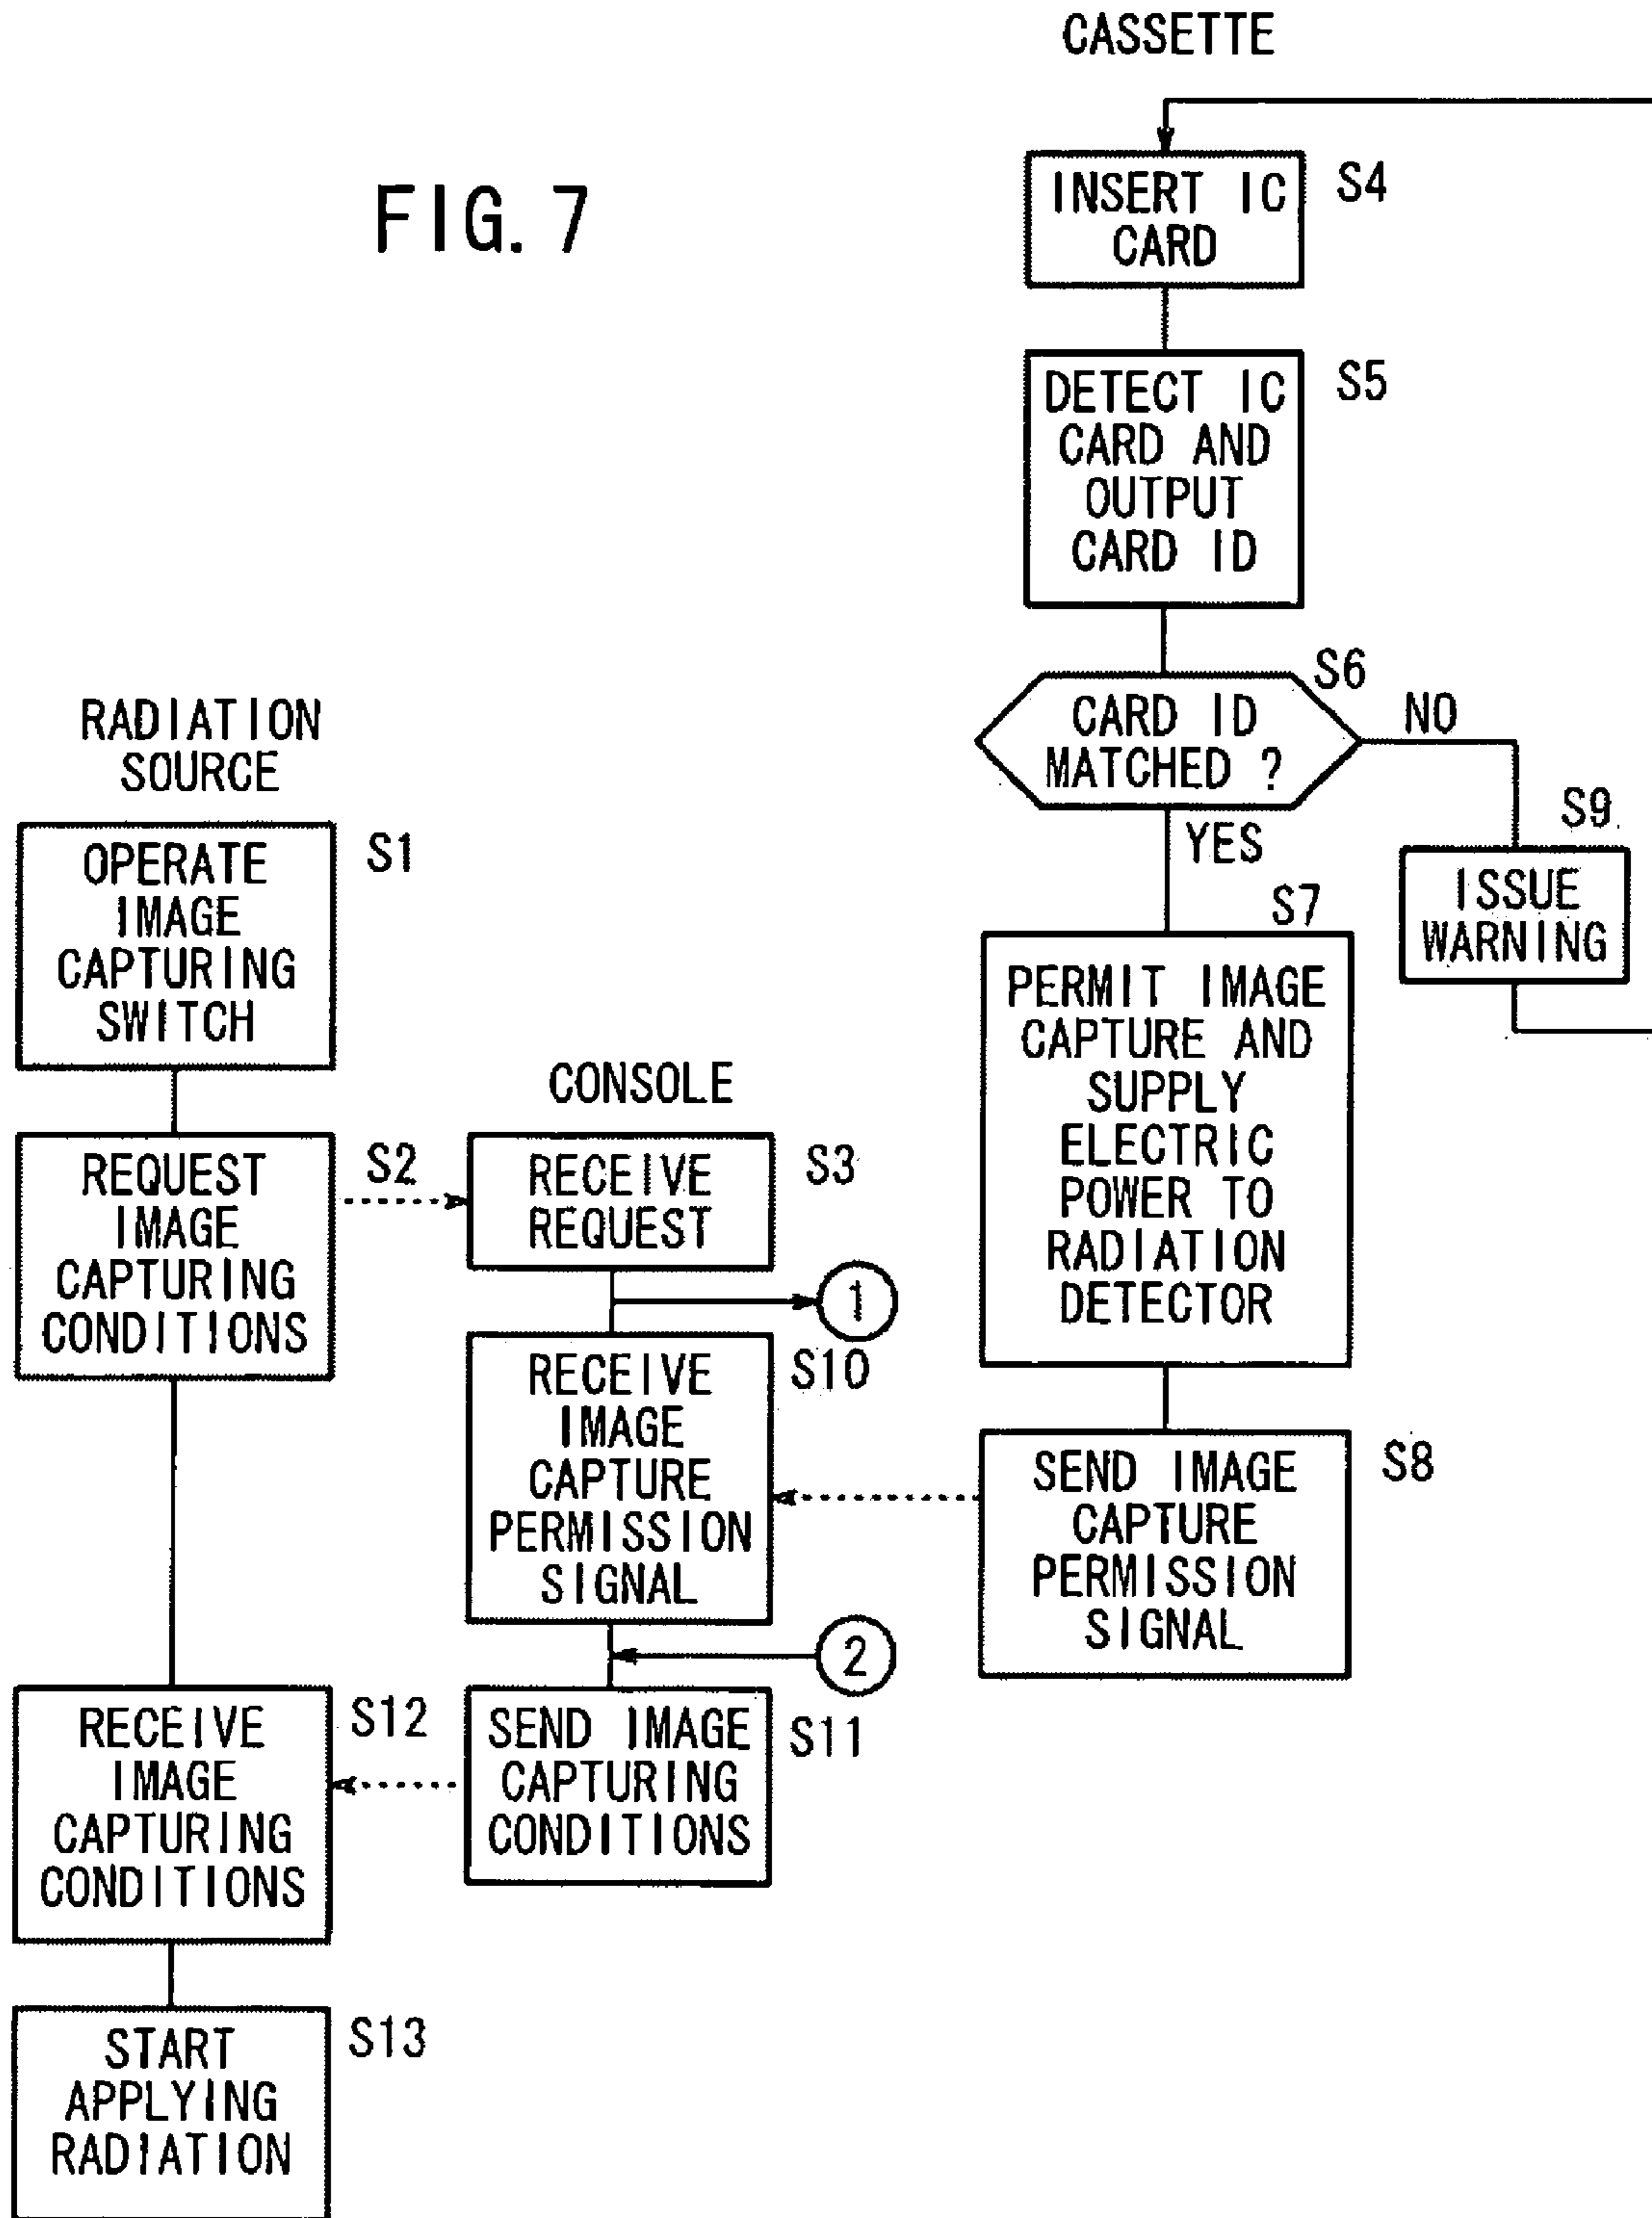 FIG. 7
CASSETTE
INSERT IC
CARD
S4
DETECT IC
CARD AND
OUTPUT
CARD ID
S5
CARD ID
MATCHED ?
S6
NO
YES
S9
ISSUE
WARNING
S7
PERMIT IMAGE
CAPTURE AND
SUPPLY
ELECTRIC
POWER TO
RADIATION
DETECTOR
SEND IMAGE
CAPTURE
PERMISSION
SIGNAL
S8
RADIATION
SOURCE
OPERATE
IMAGE
CAPTURING
SWITCH
S1
REQUEST
IMAGE
CAPTURING
CONDITIONS
S2
CONSOLE
RECEIVE
REQUEST
S3
1
RECEIVE
IMAGE
CAPTURE
PERMISSION
SIGNAL
S10
2
SEND IMAGE
CAPTURING
CONDITIONS
S11
RECEIVE
IMAGE
CAPTURING
CONDITIONS
S12
START
APPLYING
RADIATION
S13